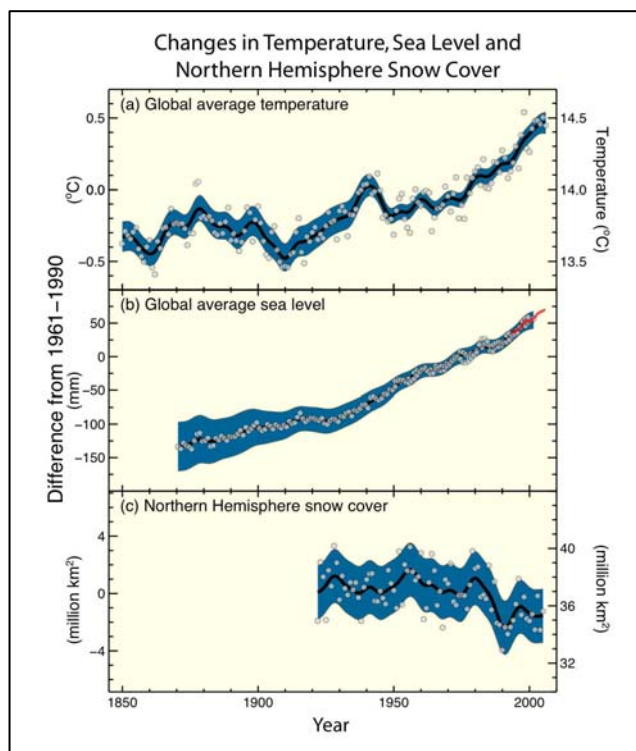 Changes in Temperature, Sea Level and
Northern Hemisphere Snow Cover
(a) Global average temperature
0.5
0.0
−0.5
(°C)
14.5
14.0
13.5
Temperature (°C)
(b) Global average sea level
50
0
−50
−100
−150
(mm)
Difference from 1961–1990
(c) Northern Hemisphere snow cover
4
0
−4
(million km²)
40
36
32
(million km²)
1850
1900
1950
2000
Year